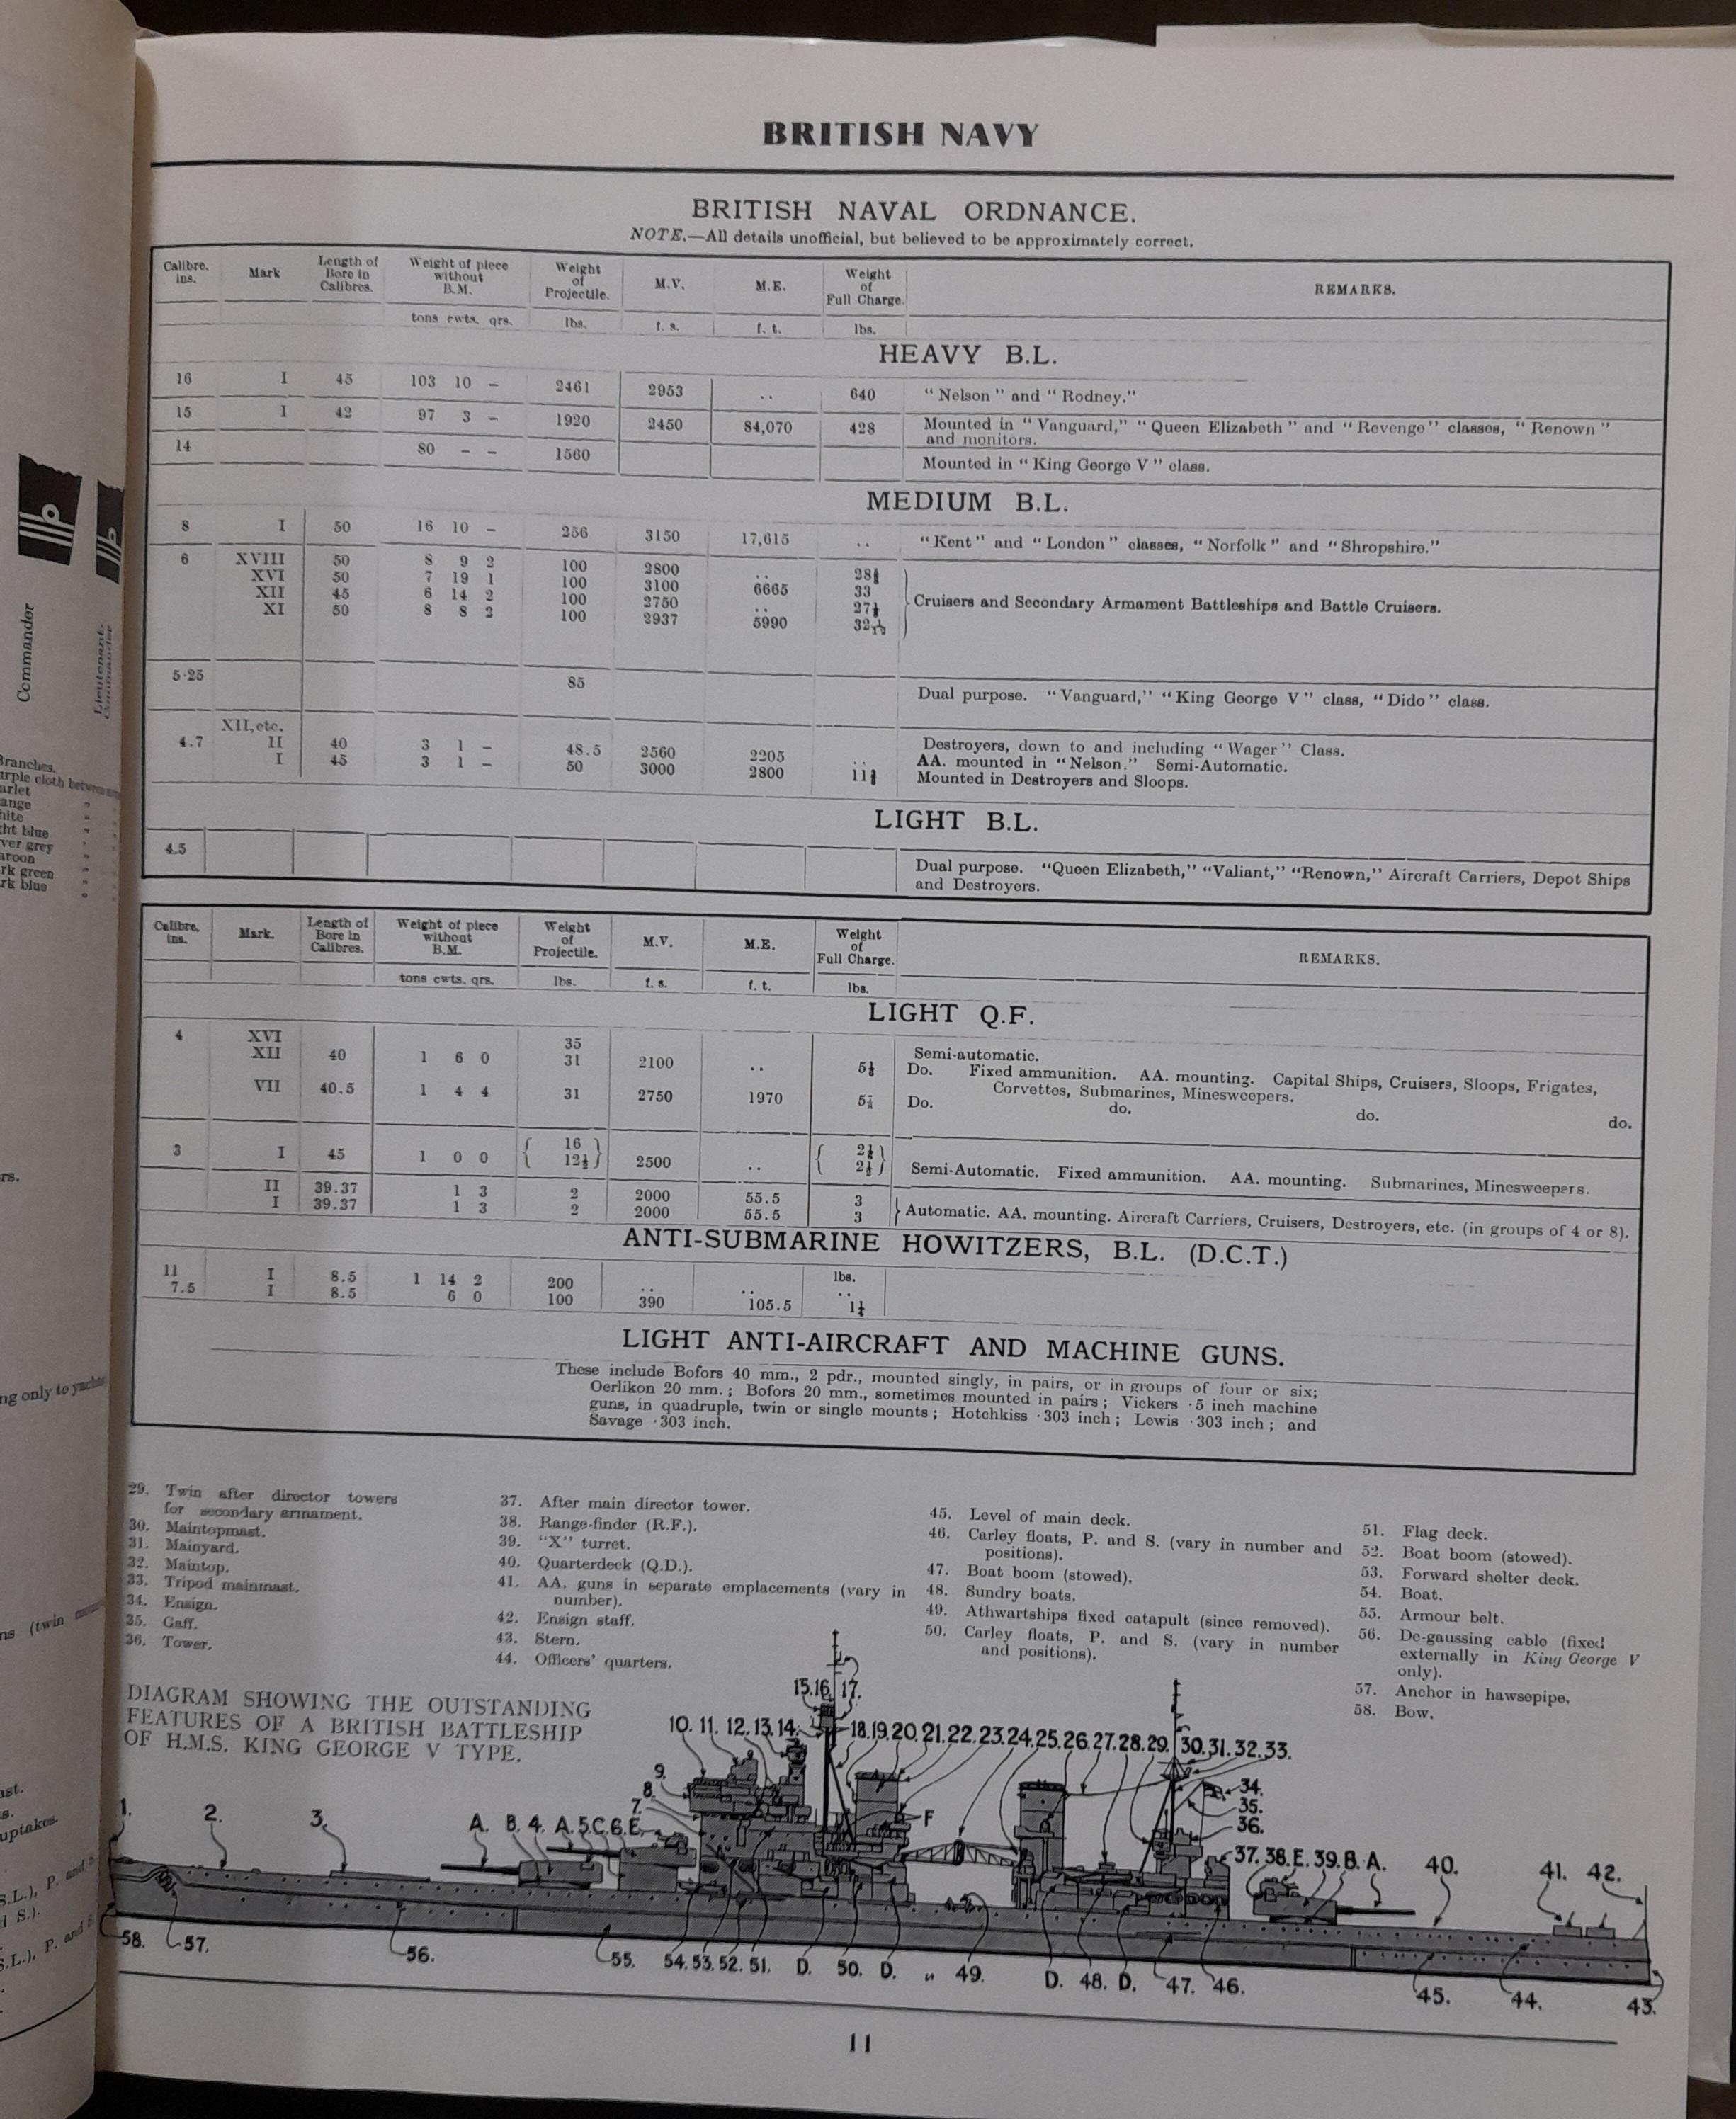 BRITISH NAVY
BRITISH NAVAL ORDNANCE.
NOTE.—All details unofficial, but believed to be approximately correct.
Calibre. ins. Mark Length of Bore in Calibres. Weight of piece without B.M. Weight of Projectile. M.V. M.E. Weight of Full Charge. REMARKS.
tons cwts. qrs. lbs. f. s. f. t. lbs.
HEAVY B.L.
16 I 45 103 10 – 2461 2953 .. 640 "Nelson" and "Rodney."
15 I 42 97 3 – 1920 2450 84,070 428 Mounted in "Vanguard," "Queen Elizabeth" and "Revenge" classes, "Renown"
and monitors.
14 80 – – 1560 Mounted in "King George V" class.
MEDIUM B.L.
8 I 50 16 10 – 256 3150 17,615 .. "Kent" and "London" classes, "Norfolk" and "Shropshire."
6 XVIII 50 8 9 2 100 2800 ..
XVI 50 7 19 1 100 3100 6665 33
XII 45 6 14 2 100 2750 ..
XI 50 8 8 2 100 2937 5990
Cruisers and Secondary Armament Battleships and Battle Cruisers.
5·25 85 Dual purpose. "Vanguard," "King George V" class, "Dido" class.
XII, etc. Destroyers, down to and including "Wager" Class.
4.7 II 40 3 1 – 48.5 2560 2205 .. AA. mounted in "Nelson." Semi-Automatic.
I 45 3 1 – 50 3000 2800 Mounted in Destroyers and Sloops.
LIGHT B.L.
4.5 Dual purpose. "Queen Elizabeth," "Valiant," "Renown," Aircraft Carriers, Depot Ships
and Destroyers.
Calibre. ins. Mark. Length of Bore in Calibres. Weight of piece without B.M. Weight of Projectile. M.V. M.E. Weight of Full Charge. REMARKS.
tons cwts. qrs. lbs. f. s. f. t. lbs.
LIGHT Q.F.
4 XVI 35 Semi-automatic.
XII 40 1 6 0 31 2100 .. Do. Fixed ammunition. AA. mounting. Capital Ships, Cruisers, Sloops, Frigates,
Corvettes, Submarines, Minesweepers.
VII 40.5 1 4 4 31 2750 1970 Do. do. do. do.
3 I 45 1 0 0 { 16 12½ } 2500 .. Semi-Automatic. Fixed ammunition. AA. mounting. Submarines, Minesweepers.
II 39.37 1 3 2 2000 55.5 3
I 39.37 1 3 2 2000 55.5 3
Automatic. AA. mounting. Aircraft Carriers, Cruisers, Destroyers, etc. (in groups of 4 or 8).
ANTI-SUBMARINE HOWITZERS, B.L. (D.C.T.)
lbs.
11 I 8.5 1 14 2 200 .. .. ..
7.5 I 8.5 6 0 100 390 105.5
LIGHT ANTI-AIRCRAFT AND MACHINE GUNS.
These include Bofors 40 mm., 2 pdr., mounted singly, in pairs, or in groups of four or six;
Oerlikon 20 mm.; Bofors 20 mm., sometimes mounted in pairs; Vickers ·5 inch machine
guns, in quadruple, twin or single mounts; Hotchkiss ·303 inch; Lewis ·303 inch; and
Savage ·303 inch.
29. Twin after director towers
for secondary armament.
30. Maintopmast.
31. Mainyard.
32. Maintop.
33. Tripod mainmast.
34. Ensign.
35. Gaff.
36. Tower.
37. After main director tower.
38. Range-finder (R.F.).
39. "X" turret.
40. Quarterdeck (Q.D.).
41. AA. guns in separate emplacements (vary in
number).
42. Ensign staff.
43. Stern.
44. Officers' quarters.
45. Level of main deck.
46. Carley floats, P. and S. (vary in number and
positions).
47. Boat boom (stowed).
48. Sundry boats.
49. Athwartships fixed catapult (since removed).
50. Carley floats, P. and S. (vary in number
and positions).
51. Flag deck.
52. Boat boom (stowed).
53. Forward shelter deck.
54. Boat.
55. Armour belt.
56. De-gaussing cable (fixed
externally in King George V
only).
57. Anchor in hawsepipe.
58. Bow.
DIAGRAM SHOWING THE OUTSTANDING
FEATURES OF A BRITISH BATTLESHIP
OF H.M.S. KING GEORGE V TYPE.
15. 16. 17.
10. 11. 12. 13. 14. 18. 19. 20. 21. 22. 23. 24. 25. 26. 27. 28. 29. 30. 31. 32. 33.
9.
8.
7.
34.
35.
36.
1. 2. 3. A. B. 4. A. 5. C. 6. E. F 37. 38. E. 39. B. A. 40. 41. 42.
58. 57. 56. 55. 54. 53. 52. 51. D. 50. D. " 49. D. 48. D. 47. 46. 45. 44. 43.
11
Commander
Lieutenant-
Commander
Branches.
cloth between
blue
grey
green
blue
ng only to yachts
(twin
uptakes.
S.L.), P. and
S.).
S.L.), P. and